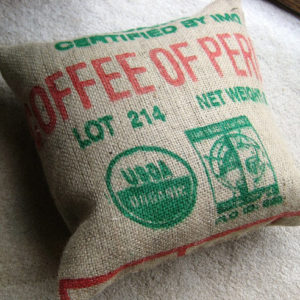 CERTIFIED BY IMO
COFFEE OF PER
LOT 214
NET WEIGHT
USDA
ORGANIC